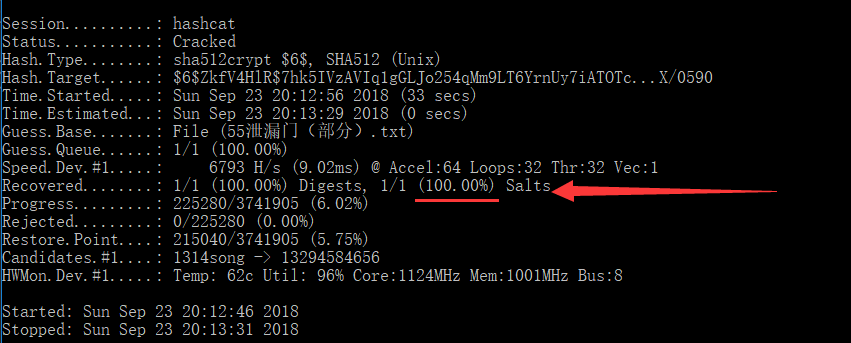 Session..........: hashcat
Status...........: Cracked
Hash.Type........: sha512crypt $6$, SHA512 (Unix)
Hash.Target......: $6$ZkfV4HlR$7hk5IVzAVIq1gGLJo254qMm9LT6YrnUy7iATOTc...X/0590
Time.Started.....: Sun Sep 23 20:12:56 2018 (33 secs)
Time.Estimated...: Sun Sep 23 20:13:29 2018 (0 secs)
Guess.Base.......: File (55泄漏门（部分）.txt)
Guess.Queue......: 1/1 (100.00%)
Speed.Dev.#1.....:     6793 H/s (9.02ms) @ Accel:64 Loops:32 Thr:32 Vec:1
Recovered........: 1/1 (100.00%) Digests, 1/1 (100.00%) Salts
Progress.........: 225280/3741905 (6.02%)
Rejected.........: 0/225280 (0.00%)
Restore.Point....: 215040/3741905 (5.75%)
Candidates.#1....: 1314song -> 13294584656
HWMon.Dev.#1.....: Temp: 62c Util: 96% Core:1124MHz Mem:1001MHz Bus:8
Started: Sun Sep 23 20:12:46 2018
Stopped: Sun Sep 23 20:13:31 2018